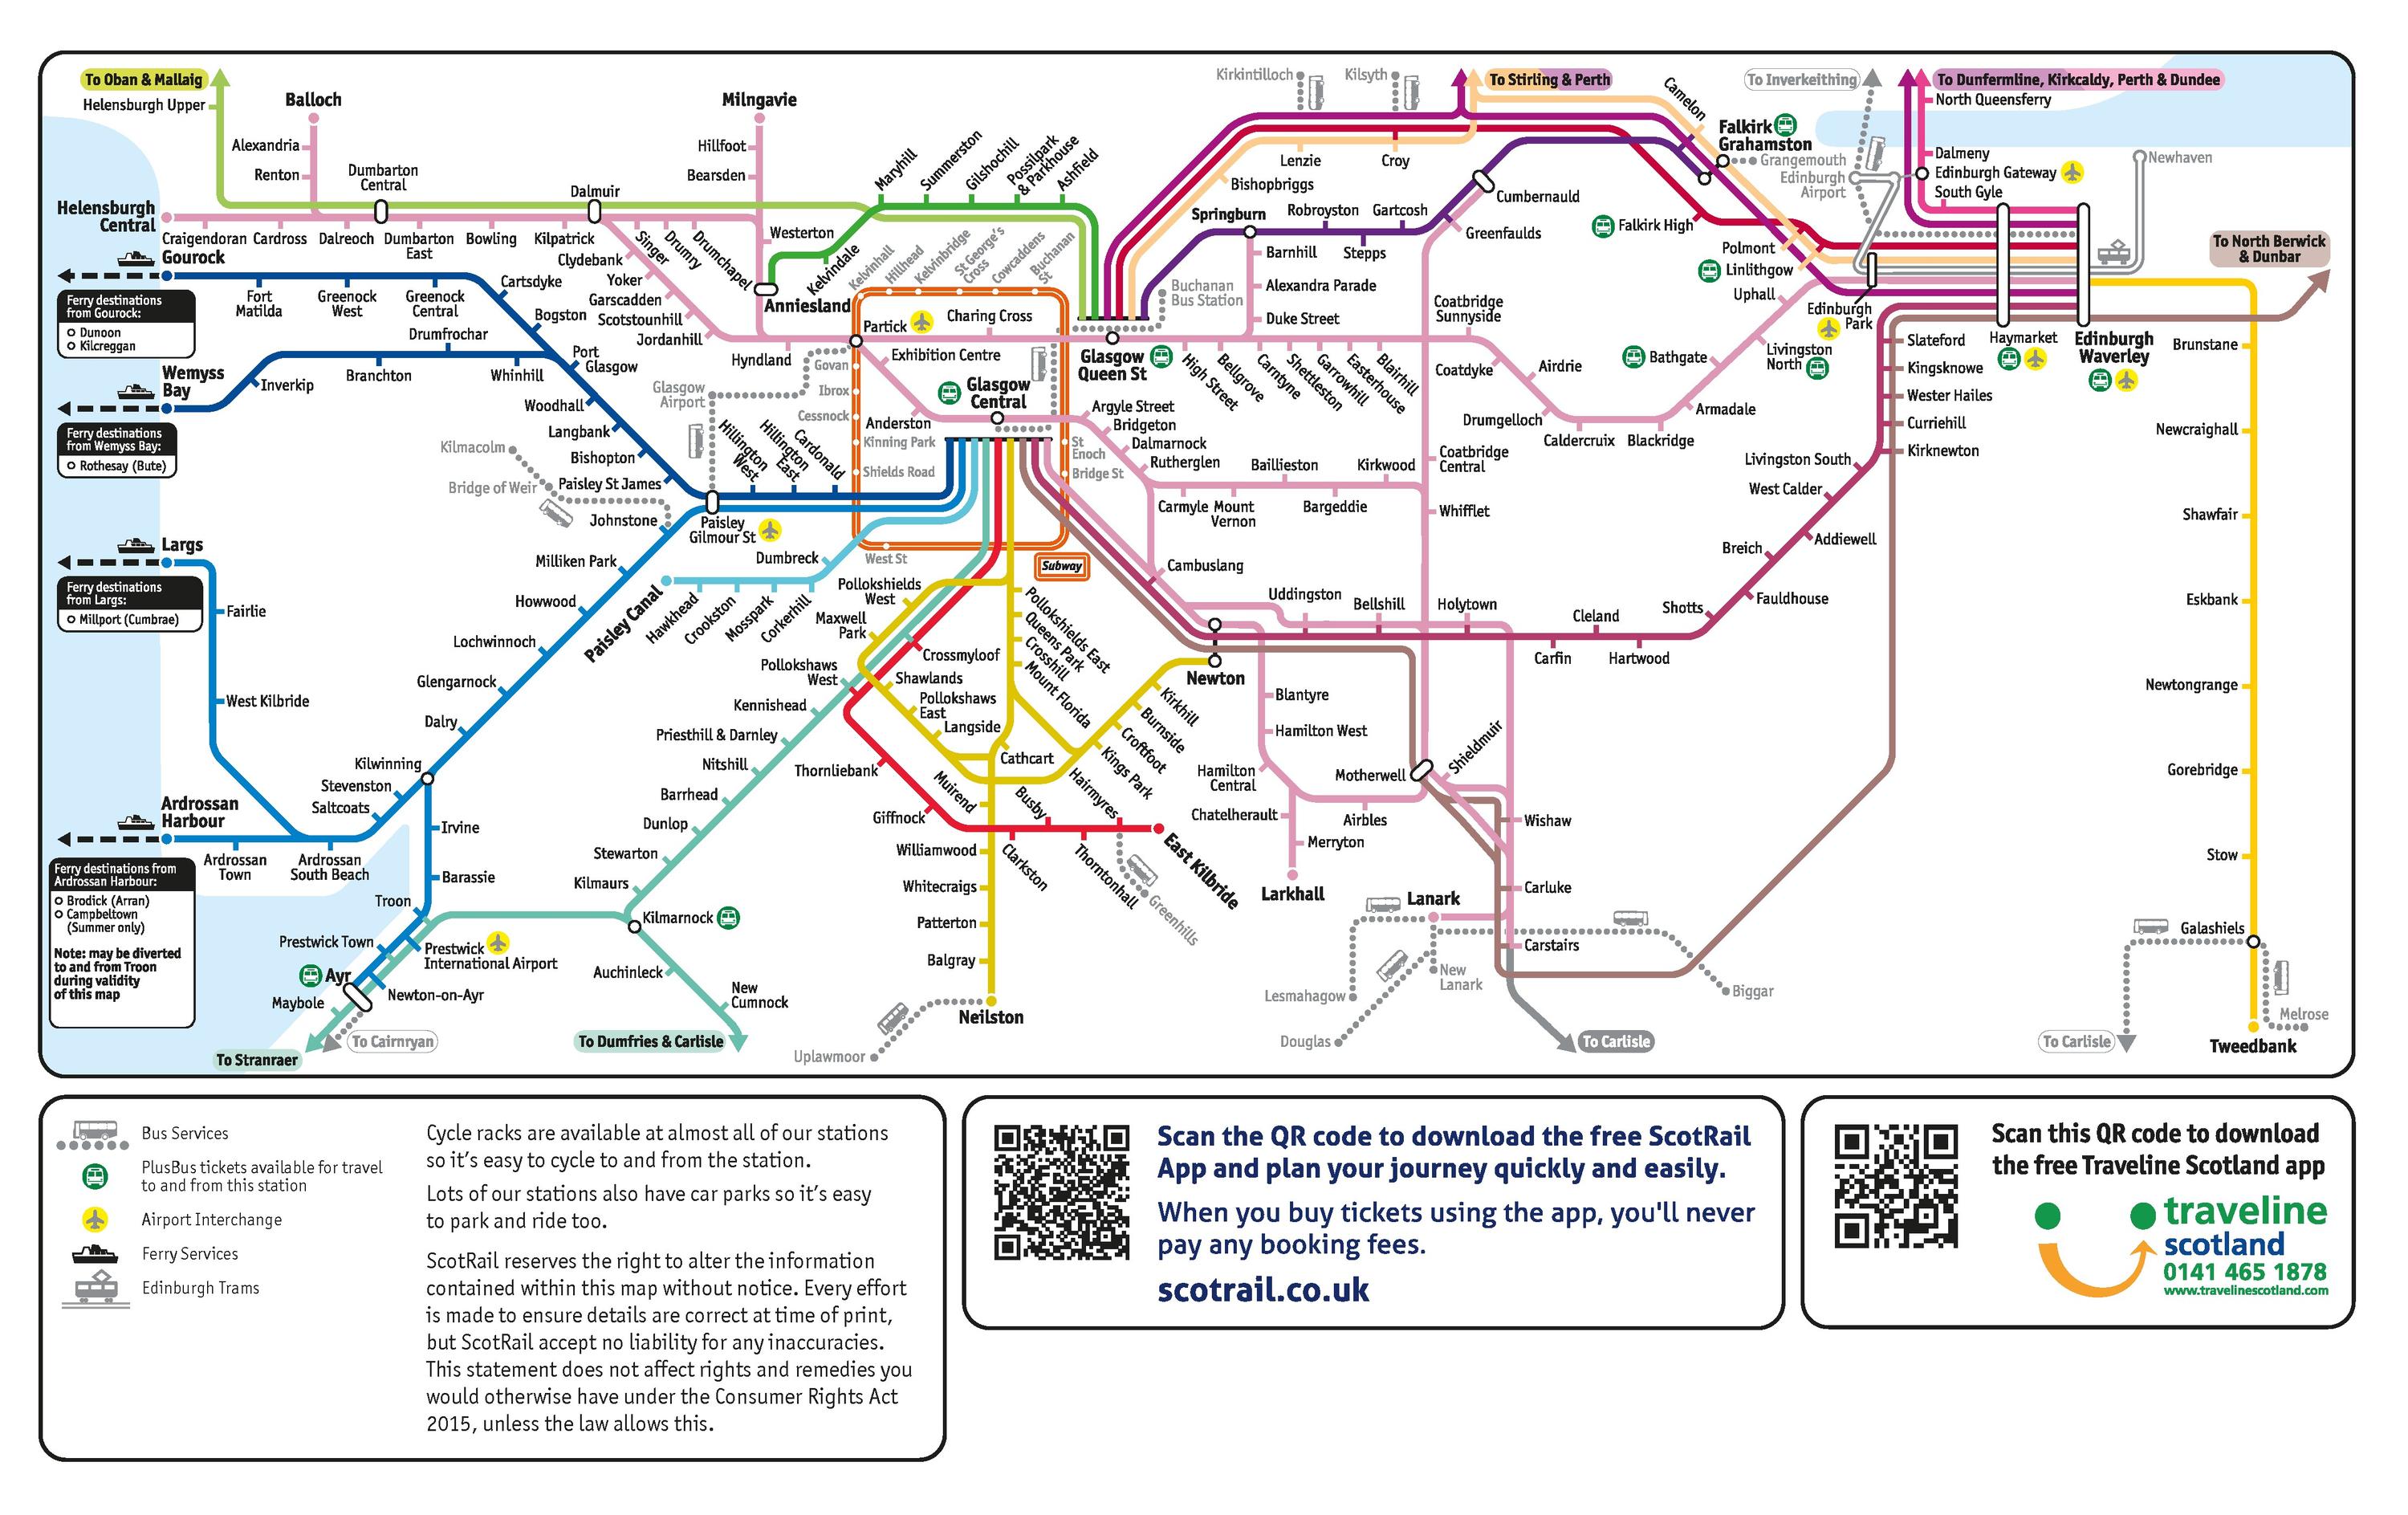 To Oban & Mallaig
Helensburgh Upper
Balloch
Alexandria
Renton
Dumbarton
Central
Dalmuir
Milngavie
Hillfoot
Bearsden
Westerton
Maryhill
Summerston
Gilshochill
Possilpark
& Parkhouse
Ashfield
Kelvindale
Anniesland
Helensburgh
Central
Craigendoran
Cardross
Dalreoch
Dumbarton
East
Bowling
Kilpatrick
Singer
Drumry
Drumchapel
Clydebank
Yoker
Garscadden
Scotstounhill
Jordanhill
Hyndland
Partick
Exhibition Centre
Charing Cross
Anderston
Glasgow
Central
Glasgow
Queen St
Argyle Street
Bridgeton
Dalmarnock
Rutherglen
Kelvinhall
Hillhead
Kelvinbridge
St George's
Cross
Cowcaddens
Buchanan
St
Govan
Ibrox
Cessnock
Kinning Park
Shields Road
West St
St
Enoch
Bridge St
Subway
Buchanan
Bus Station
Glasgow
Airport
Gourock
Ferry destinations
from Gourock:
Dunoon
Kilcreggan
Fort
Matilda
Greenock
West
Greenock
Central
Cartsdyke
Bogston
Port
Glasgow
Drumfrochar
Branchton
Whinhill
Inverkip
Wemyss
Bay
Ferry destinations
from Wemyss Bay:
Rothesay (Bute)
Woodhall
Langbank
Bishopton
Paisley St James
Kilmacolm
Bridge of Weir
Hillington
West
Hillington
East
Cardonald
Paisley
Gilmour St
Johnstone
Milliken Park
Howwood
Lochwinnoch
Glengarnock
Dalry
Kilwinning
Stevenston
Saltcoats
Largs
Ferry destinations
from Largs:
Millport (Cumbrae)
Fairlie
West Kilbride
Ardrossan
Harbour
Ardrossan
Town
Ardrossan
South Beach
Ferry destinations from
Ardrossan Harbour:
Brodick (Arran)
Campbeltown
(Summer only)
Note: may be diverted
to and from Troon
during validity
of this map
Irvine
Barassie
Troon
Prestwick Town
Prestwick
International Airport
Ayr
Newton-on-Ayr
Maybole
To Cairnryan
To Stranraer
Paisley Canal
Hawkhead
Crookston
Mosspark
Corkerhill
Dumbreck
Pollokshields
West
Maxwell
Park
Pollokshaws
West
Kennishead
Priesthill & Darnley
Nitshill
Barrhead
Dunlop
Stewarton
Kilmaurs
Kilmarnock
Auchinleck
New
Cumnock
To Dumfries & Carlisle
Crossmyloof
Shawlands
Pollokshaws
East
Langside
Cathcart
Pollokshields East
Queens Park
Crosshill
Mount Florida
Thornliebank
Giffnock
Muirend
Williamwood
Whitecraigs
Patterton
Balgray
Neilston
Uplawmoor
Clarkston
Busby
Thorntonhall
Hairmyres
East Kilbride
Greenhills
Kings Park
Croftfoot
Burnside
Kirkhill
Newton
Kirkintilloch
Kilsyth
To Stirling & Perth
Lenzie
Croy
Bishopbriggs
Springburn
Robroyston
Gartcosh
Stepps
Barnhill
Alexandra Parade
Duke Street
Cumbernauld
Greenfaulds
High Street
Bellgrove
Carntyne
Shettleston
Garrowhill
Easterhouse
Blairhill
Coatbridge
Sunnyside
Coatdyke
Airdrie
Drumgelloch
Caldercruix
Blackridge
Armadale
Bathgate
Livingston
North
Uphall
Coatbridge
Central
Whifflet
Kirkwood
Bargeddie
Baillieston
Mount
Vernon
Carmyle
Cambuslang
Uddingston
Bellshill
Holytown
Carfin
Cleland
Hartwood
Shotts
Fauldhouse
Breich
Addiewell
West Calder
Livingston South
Kirknewton
Curriehill
Wester Hailes
Kingsknowe
Slateford
Blantyre
Hamilton West
Hamilton
Central
Chatelherault
Merryton
Larkhall
Airbles
Motherwell
Shieldmuir
Wishaw
Carluke
Carstairs
Lanark
New
Lanark
Lesmahagow
Douglas
Biggar
To Carlisle
Camelon
Falkirk
Grahamston
Grangemouth
Falkirk High
Polmont
Linlithgow
Edinburgh
Airport
To Inverkeithing
To Dunfermline, Kirkcaldy, Perth & Dundee
North Queensferry
Dalmeny
Edinburgh Gateway
South Gyle
Newhaven
Edinburgh
Park
Haymarket
Edinburgh
Waverley
To North Berwick
& Dunbar
Brunstane
Newcraighall
Shawfair
Eskbank
Newtongrange
Gorebridge
Stow
Galashiels
Melrose
Tweedbank
To Carlisle
Bus Services
PlusBus tickets available for travel
to and from this station
Airport Interchange
Ferry Services
Edinburgh Trams
Cycle racks are available at almost all of our stations
so it's easy to cycle to and from the station.
Lots of our stations also have car parks so it's easy
to park and ride too.
ScotRail reserves the right to alter the information
contained within this map without notice. Every effort
is made to ensure details are correct at time of print,
but ScotRail accept no liability for any inaccuracies.
This statement does not affect rights and remedies you
would otherwise have under the Consumer Rights Act
2015, unless the law allows this.
Scan the QR code to download the free ScotRail
App and plan your journey quickly and easily.
When you buy tickets using the app, you'll never
pay any booking fees.
scotrail.co.uk
Scan this QR code to download
the free Traveline Scotland app
traveline
scotland
0141 465 1878
www.travelinescotland.com